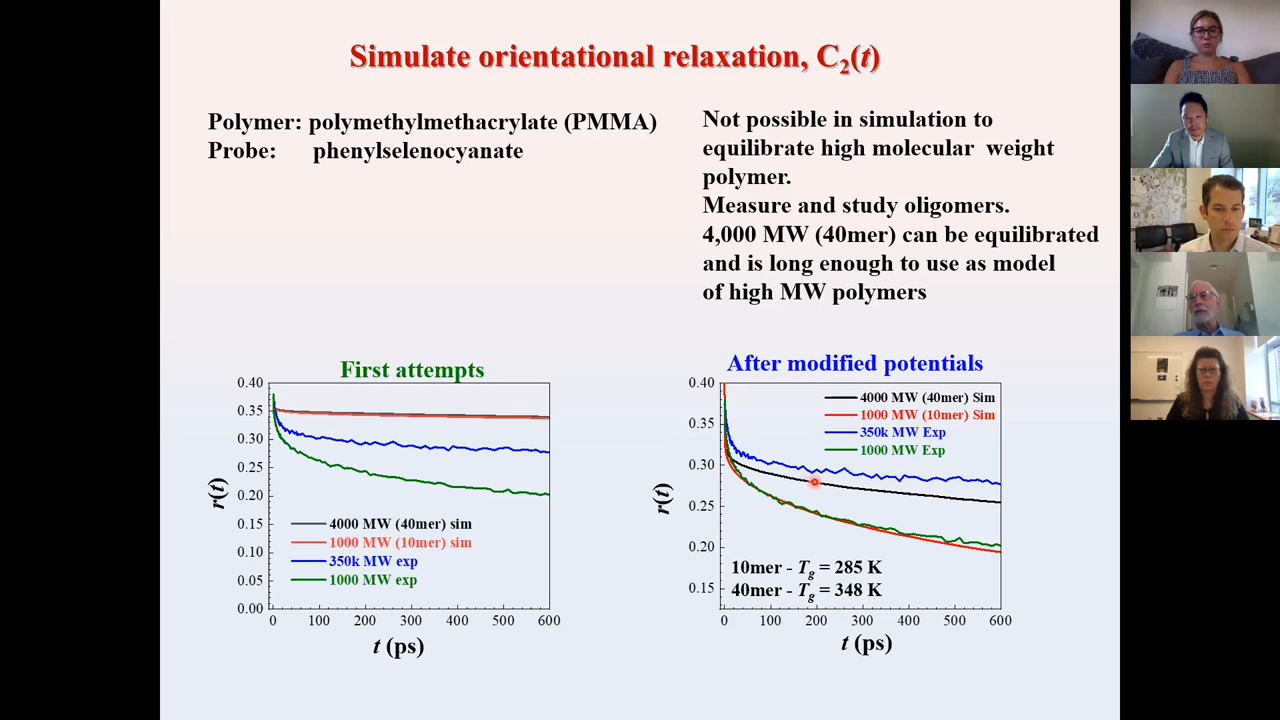 Simulate orientational relaxation, C2(t)
Polymer: polymethylmethacrylate (PMMA)
Probe: phenylselenocyanate
Not possible in simulation to
equilibrate high molecular weight
polymer.
Measure and study oligomers.
4,000 MW (40mer) can be equilibrated
and is long enough to use as model
of high MW polymers
First attempts
0.40
0.35
0.30
0.25
0.20
0.15
0.10
0.05
0.00
r(t)
4000 MW (40mer) sim
1000 MW (10mer) sim
350k MW exp
1000 MW exp
0 100 200 300 400 500 600
t (ps)
After modified potentials
0.40
0.35
0.30
0.25
0.20
0.15
r(t)
4000 MW (40mer) Sim
1000 MW (10mer) Sim
350k MW Exp
1000 MW Exp
10mer - Tg = 285 K
40mer - Tg = 348 K
0 100 200 300 400 500 600
t (ps)